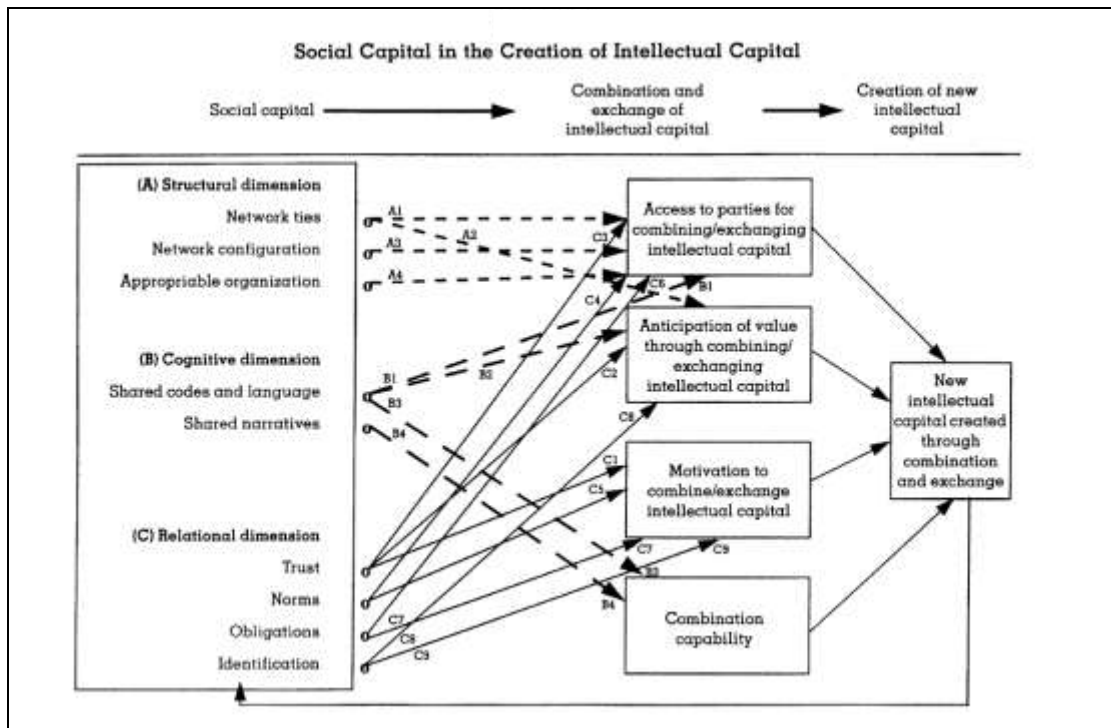 Social Capital in the Creation of Intellectual Capital
Social capital
Combination and
exchange of
intellectual capital
Creation of new
intellectual
capital
(A) Structural dimension
Network ties
Network configuration
Appropriable organization
(B) Cognitive dimension
Shared codes and language
Shared narratives
(C) Relational dimension
Trust
Norms
Obligations
Identification
A1
A2
A3
A4
B1
B2
B3
B4
C3
C4
C6
B1
C2
C8
C1
C5
C7
C9
B3
B4
C7
C8
C9
Access to parties for
combining/exchanging
intellectual capital
Anticipation of value
through combining/
exchanging
intellectual capital
Motivation to
combine/exchange
intellectual capital
Combination
capability
New
intellectual
capital created
through
combination
and exchange